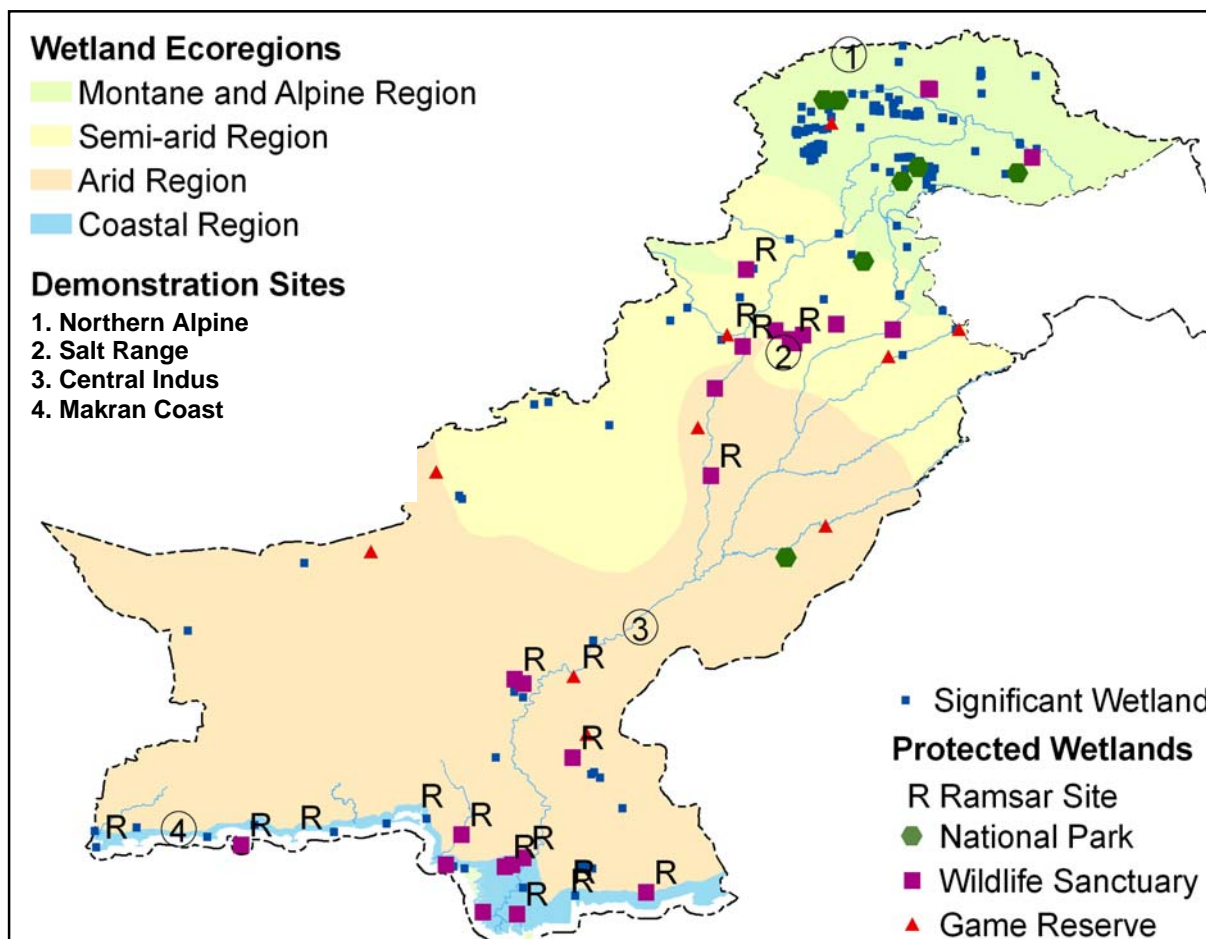 Wetland Ecoregions
Montane and Alpine Region
Semi-arid Region
Arid Region
Coastal Region
Demonstration Sites
1. Northern Alpine
2. Salt Range
3. Central Indus
4. Makran Coast
1
R
R
R
R
2
R
3
R
R
R
R
R
R
R
4
R
R
R
R
R
R
R
Significant Wetland
Protected Wetlands
R Ramsar Site
National Park
Wildlife Sanctuary
Game Reserve